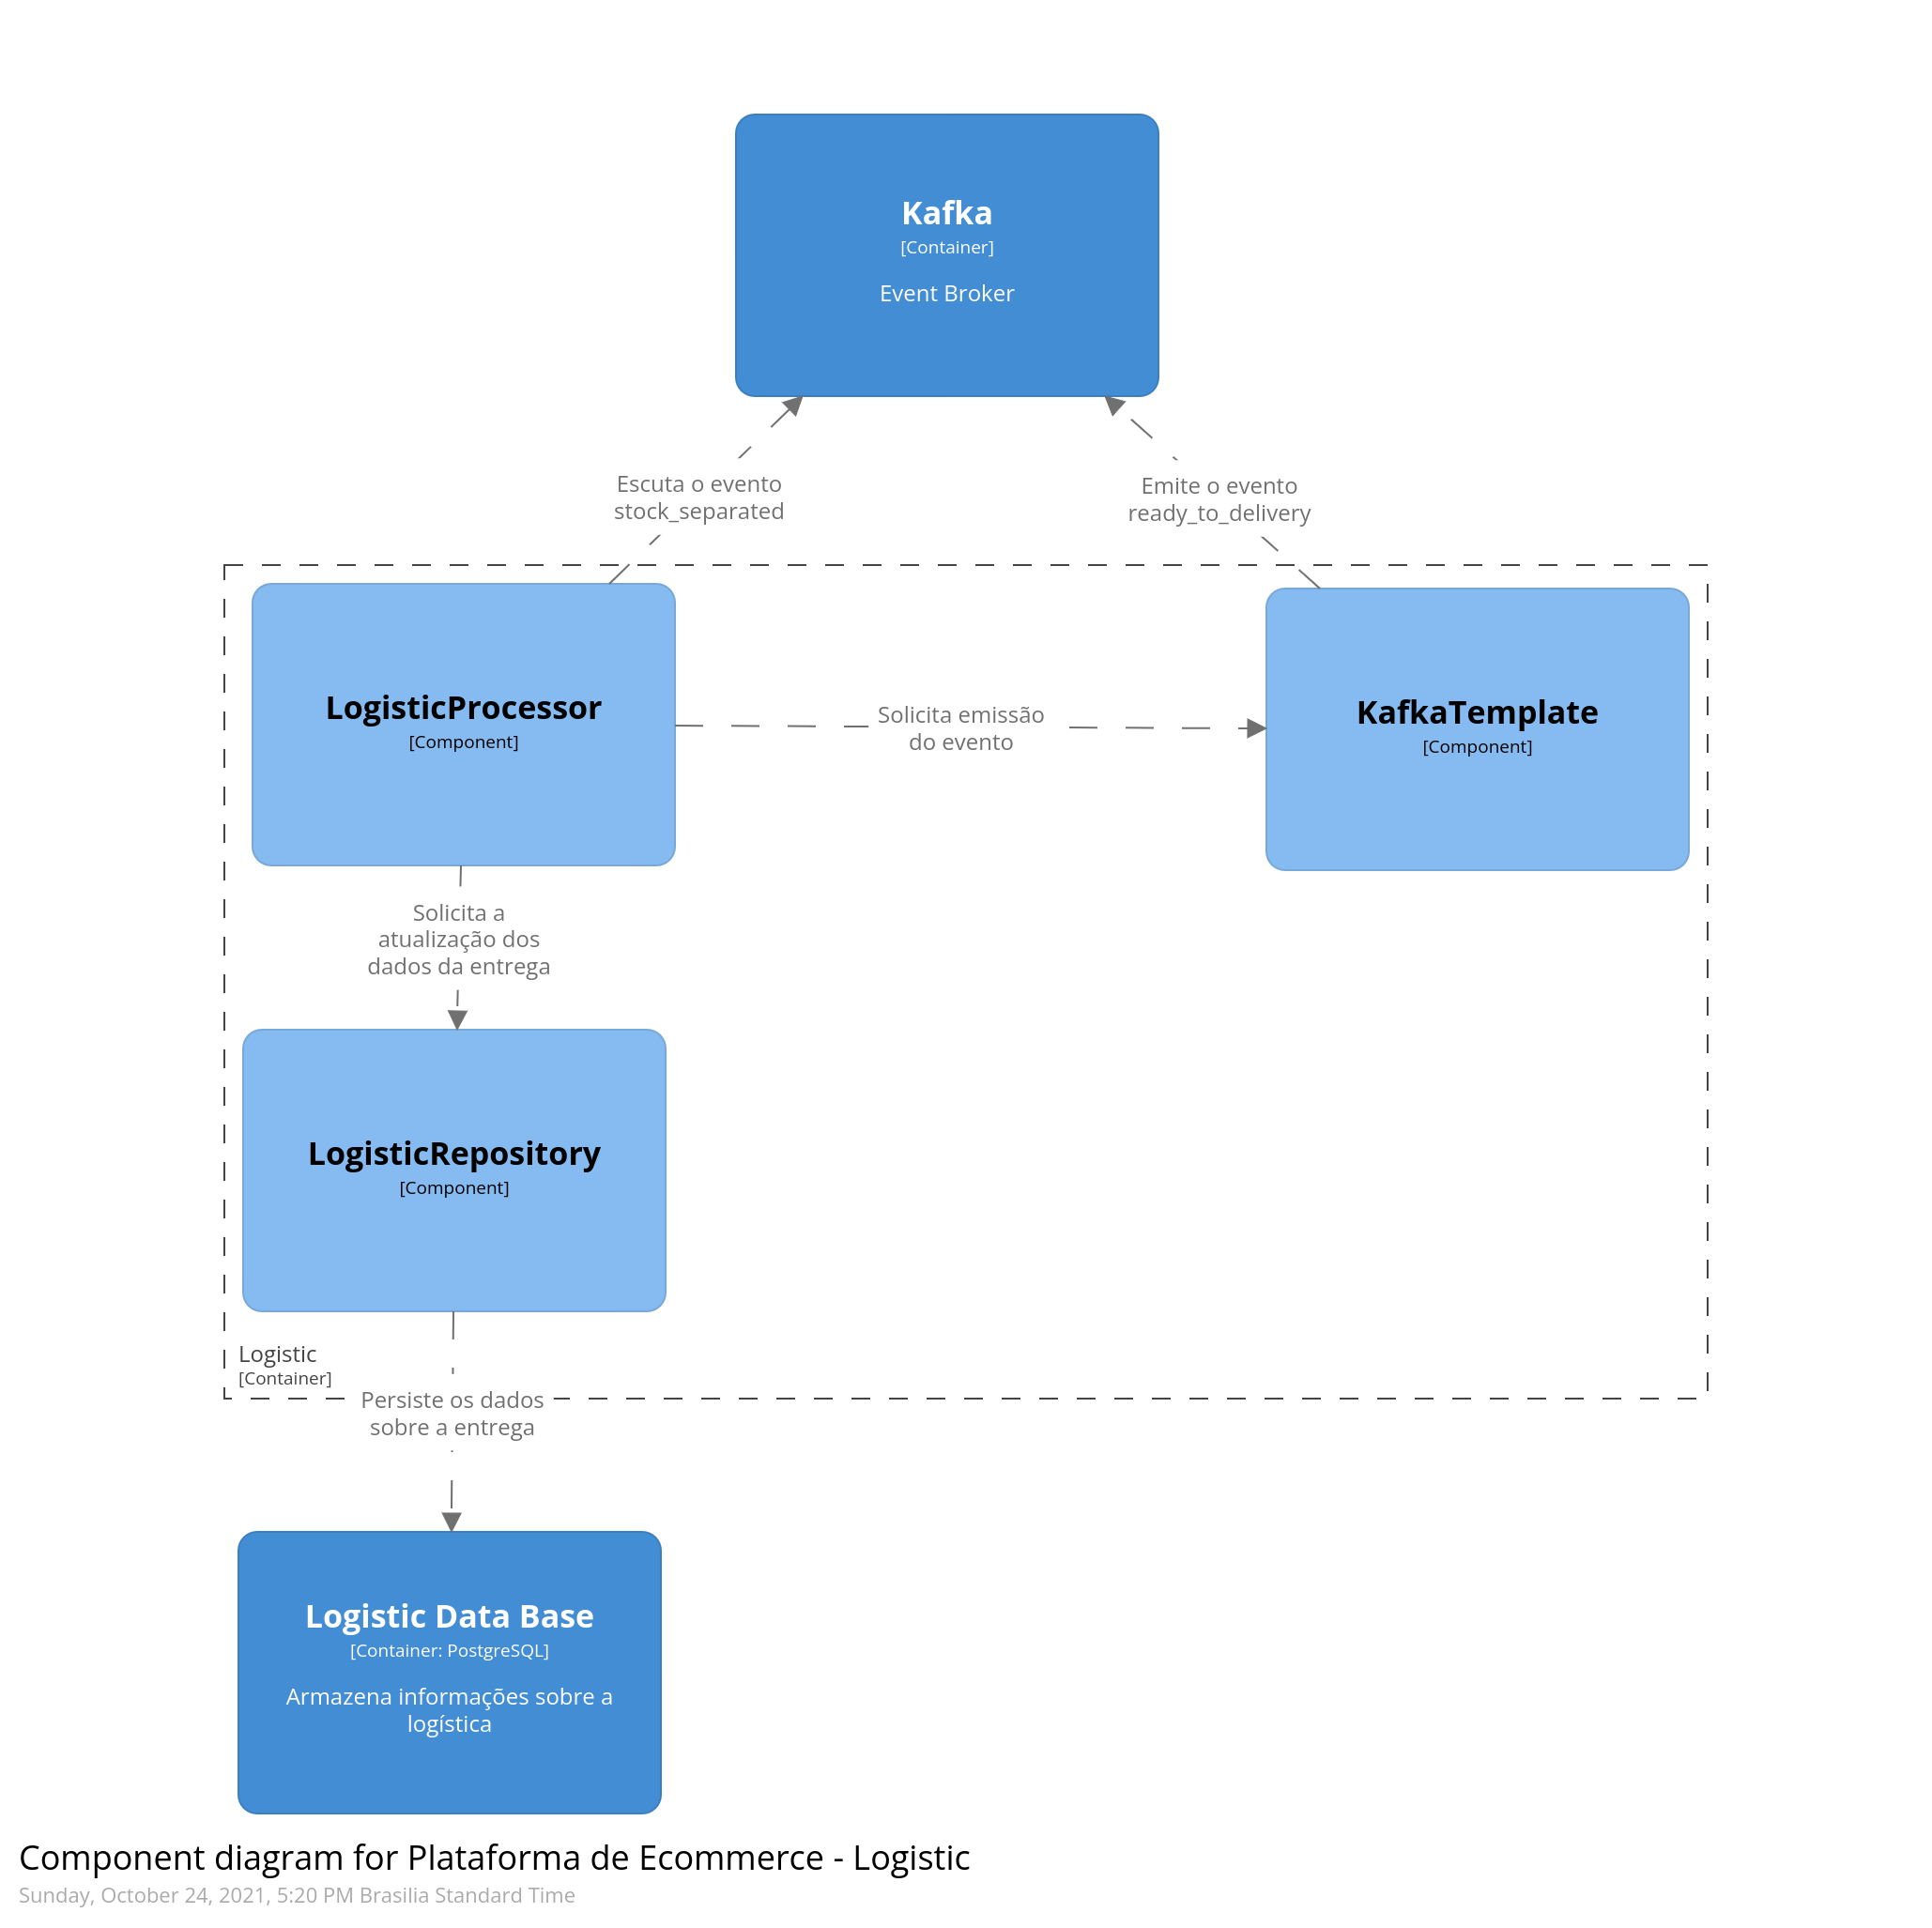 Kafka
[Container]
Event Broker
Escuta o evento
stock_separated
Emite o evento
ready_to_delivery
LogisticProcessor
[Component]
Solicita emissão
do evento
KafkaTemplate
[Component]
Solicita a
atualização dos
dados da entrega
LogisticRepository
[Component]
Logistic
[Container]
Persiste os dados
sobre a entrega
Logistic Data Base
[Container: PostgreSQL]
Armazena informações sobre a
logística
Component diagram for Plataforma de Ecommerce - Logistic
Sunday, October 24, 2021, 5:20 PM Brasilia Standard Time